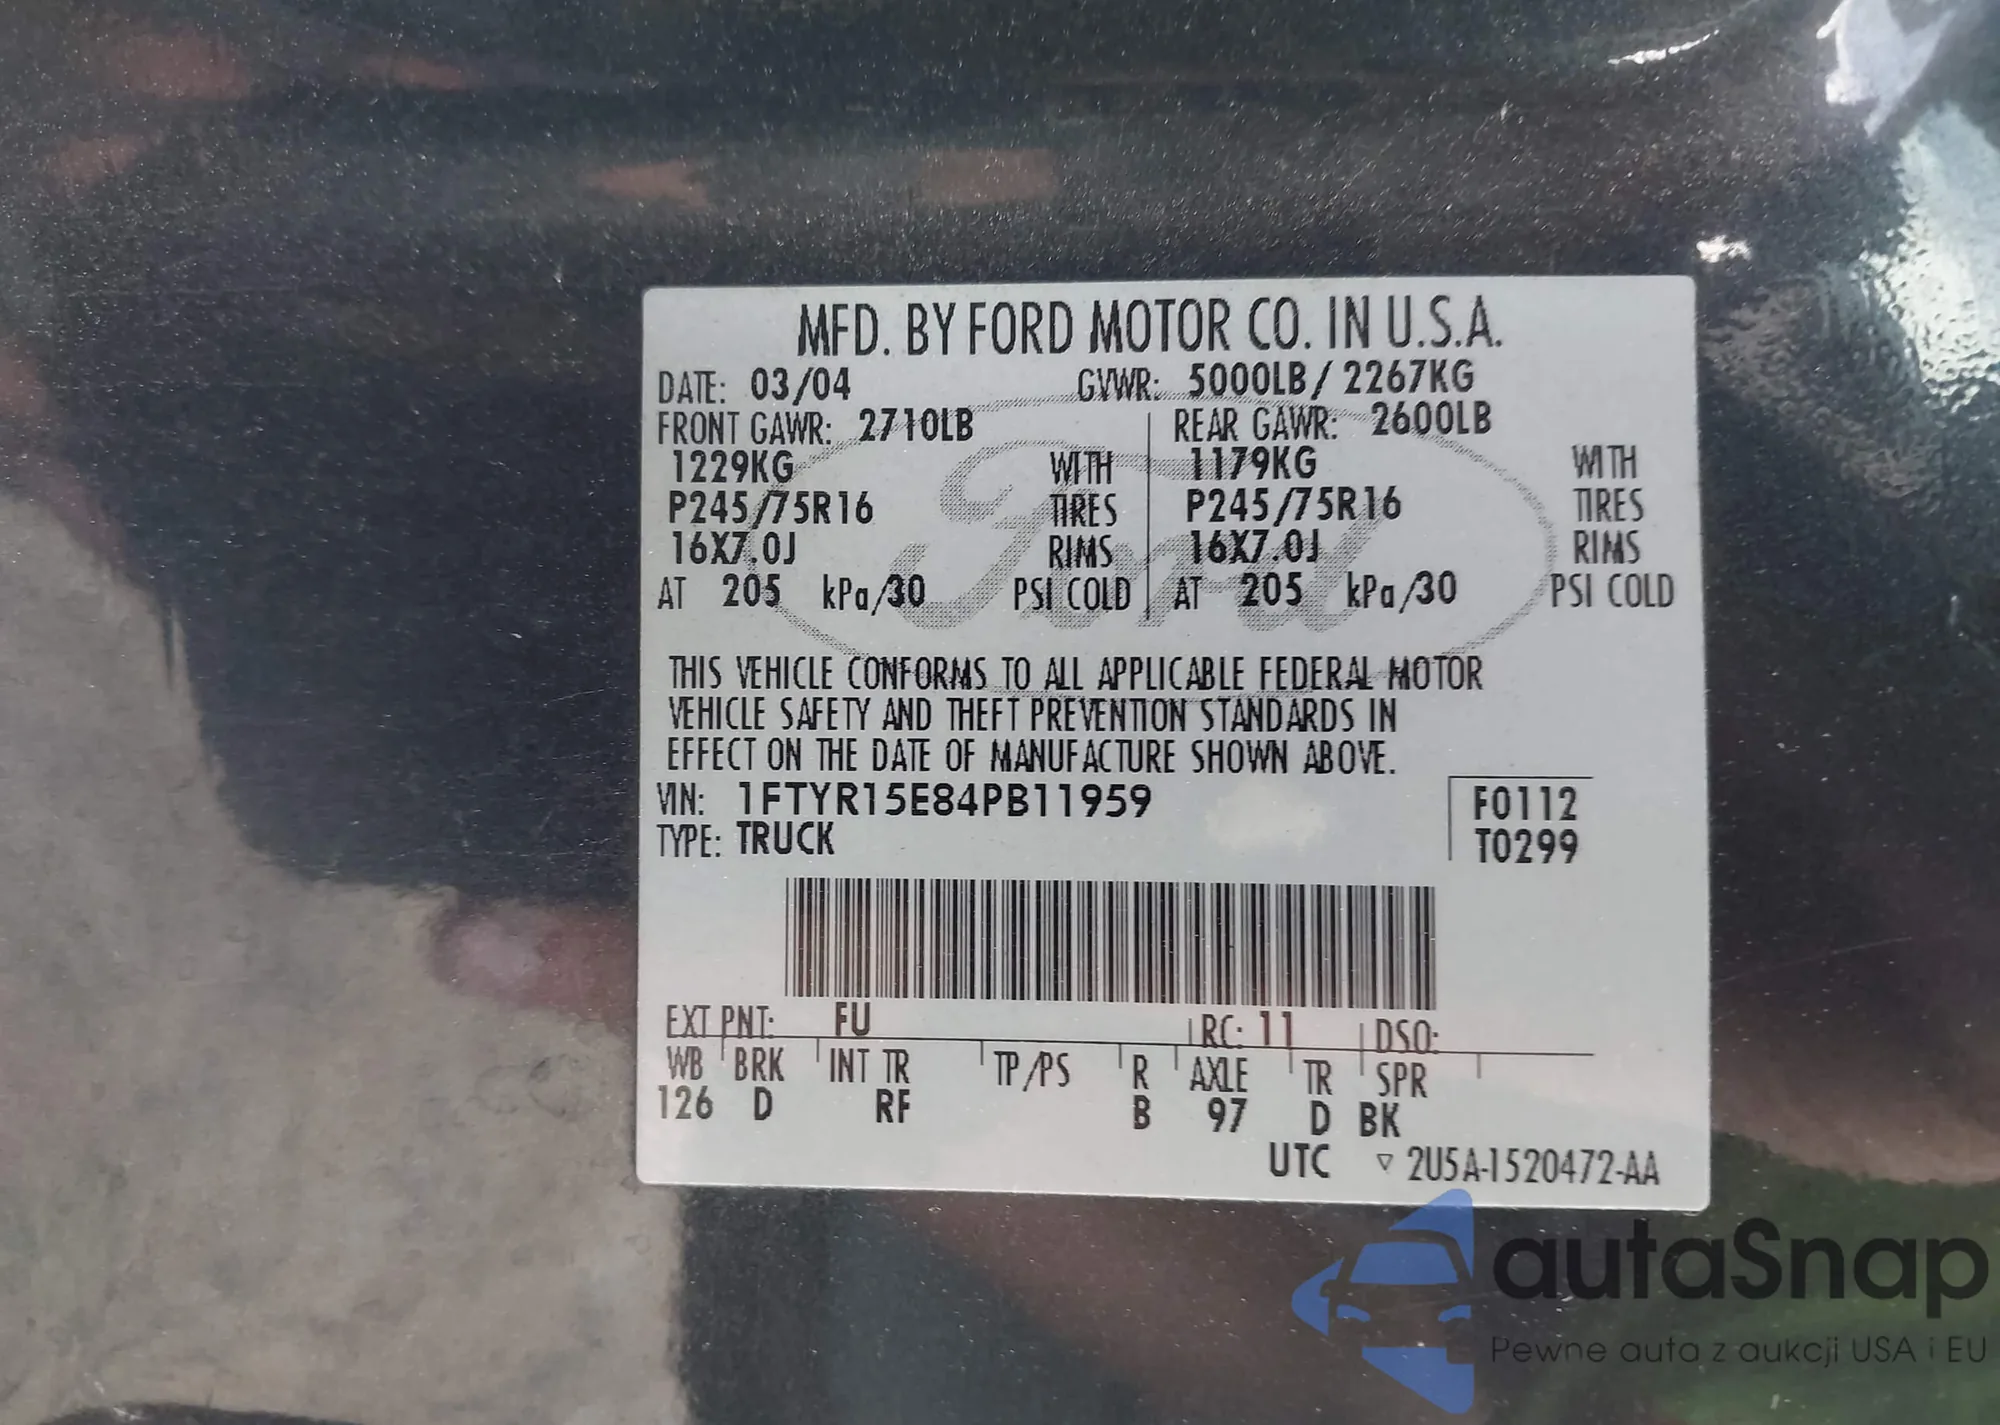 MFD. BY FORD MOTOR CO. IN U.S.A.
DATE: 03/04 GVWR: 5000LB/ 2267KG
FRONT GAWR: 2710LB REAR GAWR: 2600LB
1229KG WITH 1179KG WITH
P245/75R16 TIRES P245/75R16 TIRES
16X7.0J RIMS 16X7.0J RIMS
AT 205 kPa/30 PSI COLD AT 205 kPa/30 PSI COLD
Ford
THIS VEHICLE CONFORMS TO ALL APPLICABLE FEDERAL MOTOR
VEHICLE SAFETY AND THEFT PREVENTION STANDARDS IN
EFFECT ON THE DATE OF MANUFACTURE SHOWN ABOVE.
VIN: 1FTYR15E84PB11959 F0112
TYPE: TRUCK T0299
EXT PNT: FU RC: 11 DSO:
WB BRK INT TR TP/PS R AXLE TR SPR
126 D RF B 97 D BK
UTC ▽ 2U5A-1520472-AA
autaSnap
Pewne auta z aukcji USA i EU